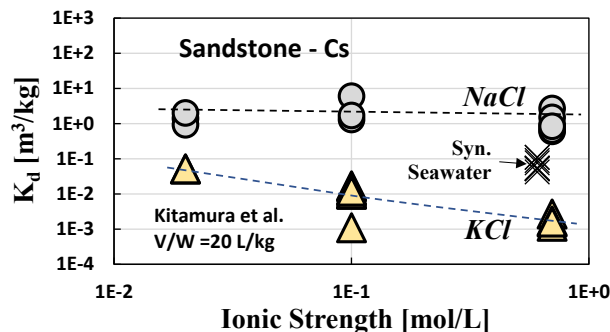 1E+3
1E+2
1E+1
1E+0
1E-1
1E-2
1E-3
1E-4
K_d [m³/kg]
Sandstone - Cs
NaCl
Syn.
Seawater
Kitamura et al.
V/W =20 L/kg
KCl
1E-2
1E-1
1E+0
Ionic Strength [mol/L]